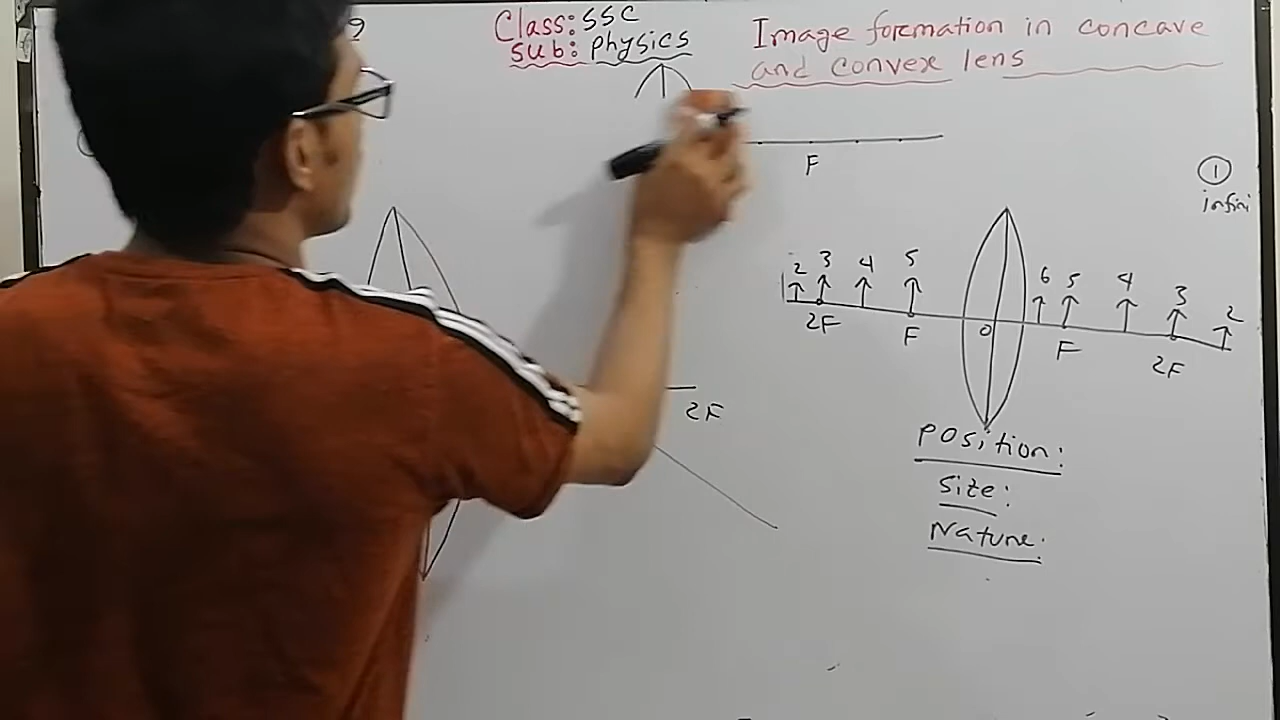 9
Class: SSC
Sub: Physics
Image formation in concave
and convex lens
F
1
infini
2 3 4 5
6 5 4 3 2
2F
F
O
F
2F
2F
Position:
Size:
Nature: